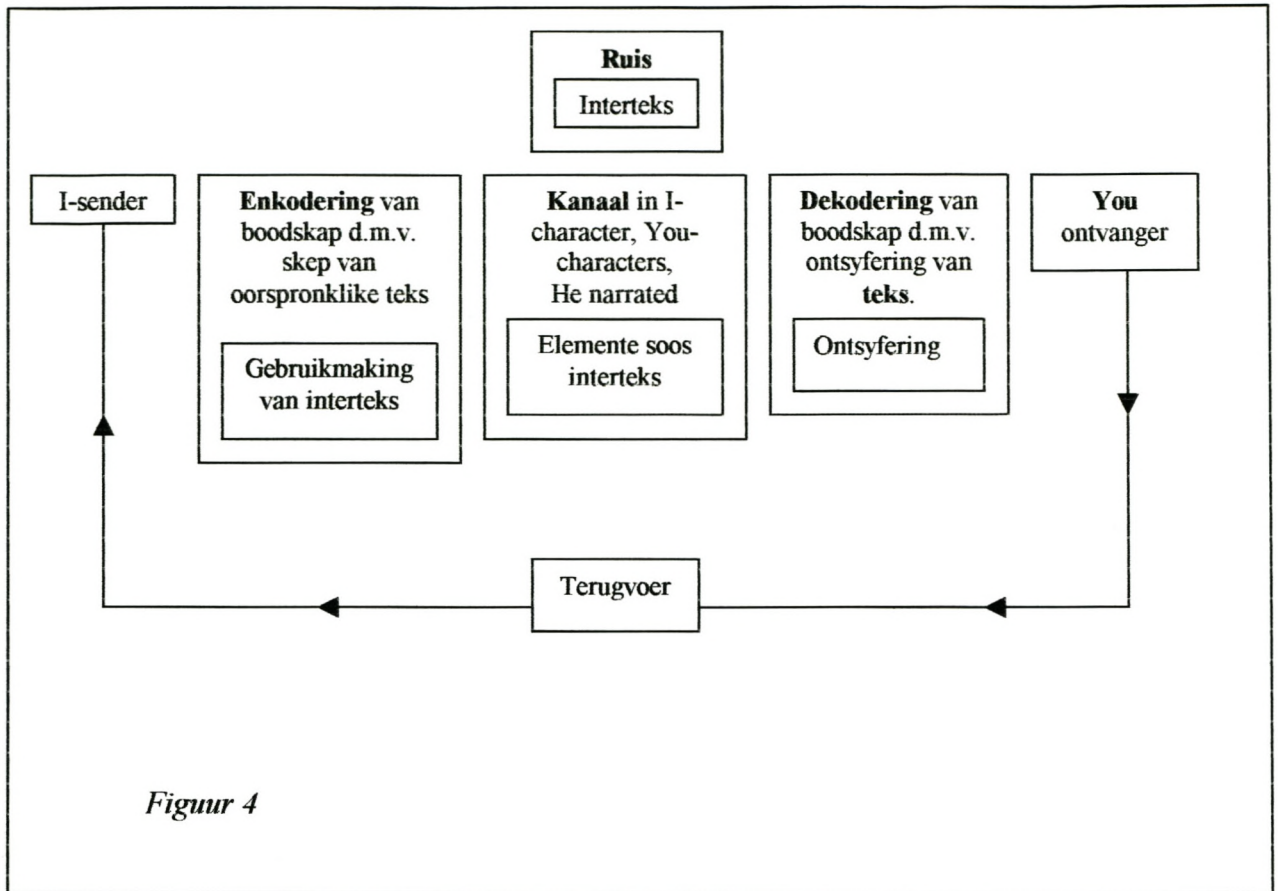 Ruis
Interteks
I-sender
Enkodering van
boodskap d.m.v.
skep van
oorspronklike teks
Gebruikmaking
van interteks
Kanaal in I-
character, You-
characters,
He narrated
Elemente soos
interteks
Dekodering van
boodskap d.m.v.
ontsyfering van
teks.
Ontsyfering
You
ontvanger
Terugvoer
Figuur 4